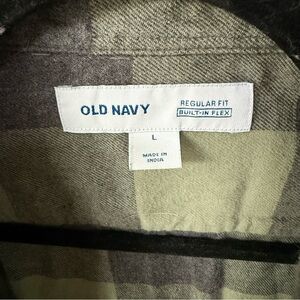 OLD NAVY
REGULAR FIT
BUILT-IN FLEX
L
MADE IN
INDIA